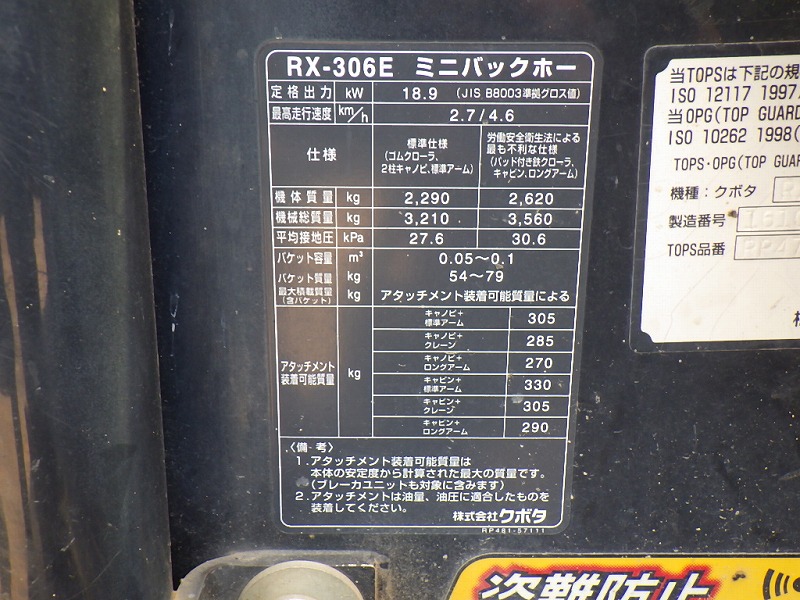 RX-306E ミニバックホー
定格出力 kW 18.9 (JIS B8003準拠グロス値)
最高走行速度 km/h 2.7/4.6
仕様
標準仕様
(ゴムクローラ、
2柱キャノピ、標準アーム)
労働安全衛生法による
最も不利な仕様
(パッド付き鉄クローラ、
キャビン、ロングアーム)
機体質量 kg 2,290 2,620
機械総質量 kg 3,210 3,560
平均接地圧 kPa 27.6 30.6
バケット容量 m³ 0.05〜0.1
バケット質量 kg 54〜79
最大積載質量
(含バケット) kg アタッチメント装着可能質量による
アタッチメント
装着可能質量 kg
キャノピ+
標準アーム 305
キャノピ+
クレーン 285
キャノピ+
ロングアーム 270
キャビン+
標準アーム 330
キャビン+
クレーン 305
キャビン+
ロングアーム 290
〈備考〉
1.アタッチメント装着可能質量は
本体の安定度から計算された最大の質量です。
(ブレーカユニットも対象に含みます)
2.アタッチメントは油量、油圧に適合したものを
装着してください。
株式会社クボタ
RP481-57111
当TOPSは下記の規
ISO 12117 1997/
当OPG(TOP GUARD
ISO 10262 1998(
TOPS・OPG(TOP GUA
機種：クボタ
製造番号
TOPS品番
盗難防止